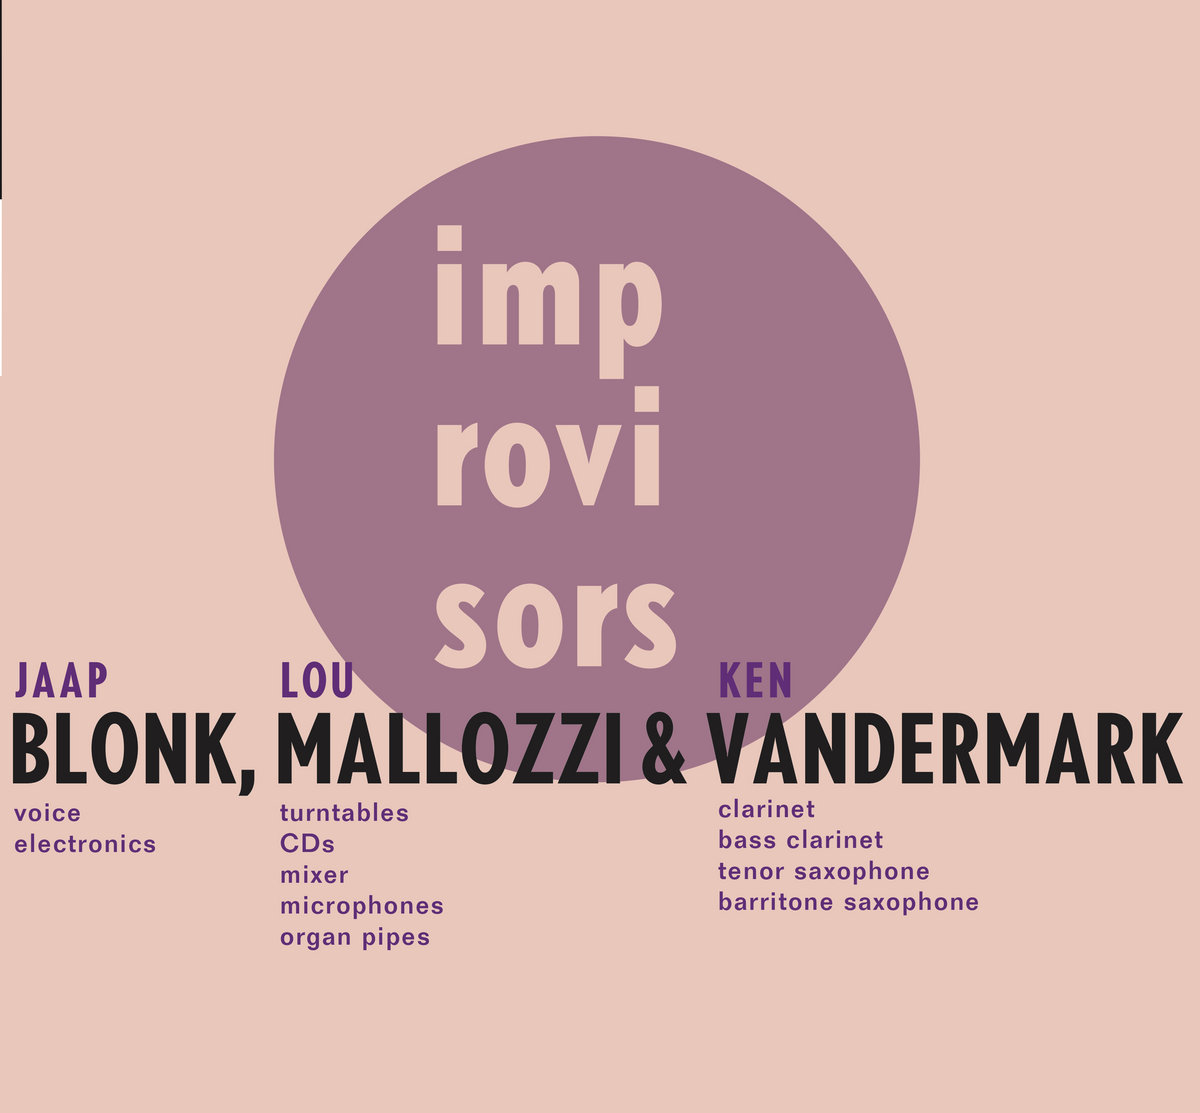 imp
rovi
sors
JAAP LOU KEN
BLONK, MALLOZZI & VANDERMARK
voice
electronics
turntables
CDs
mixer
microphones
organ pipes
clarinet
bass clarinet
tenor saxophone
barritone saxophone